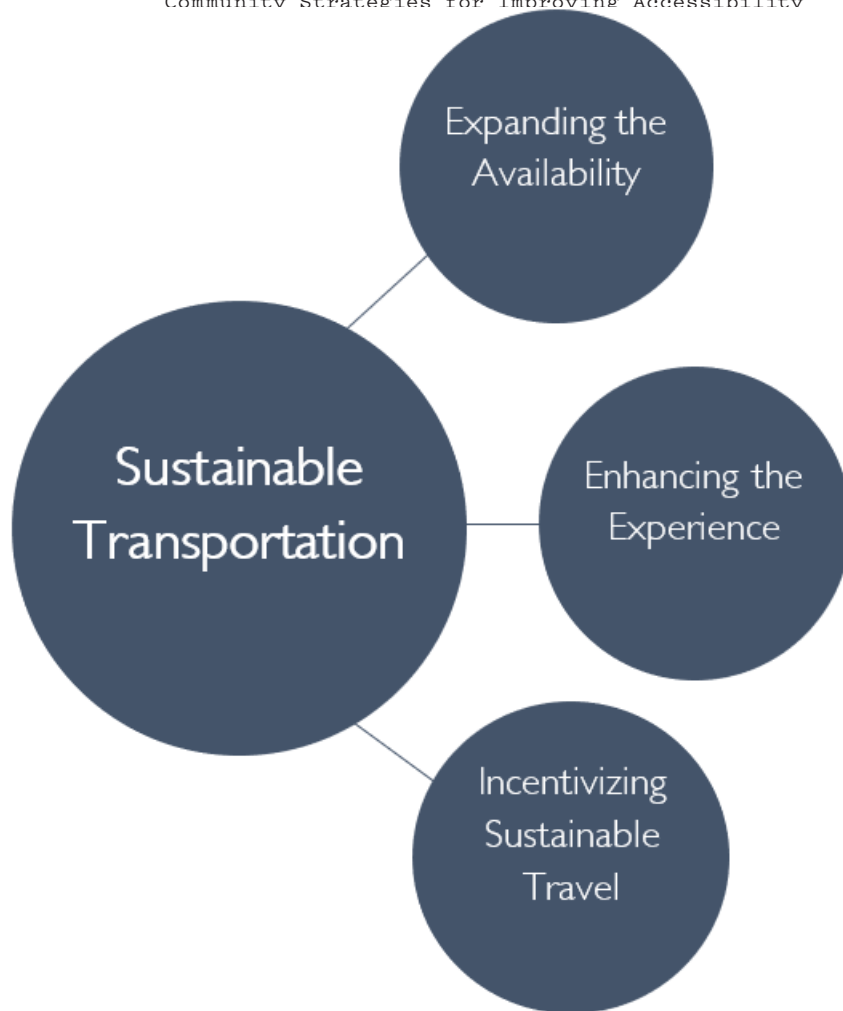 Community Strategies for Improving Accessibility
Expanding the
Availability
Sustainable
Transportation
Enhancing the
Experience
Incentivizing
Sustainable
Travel